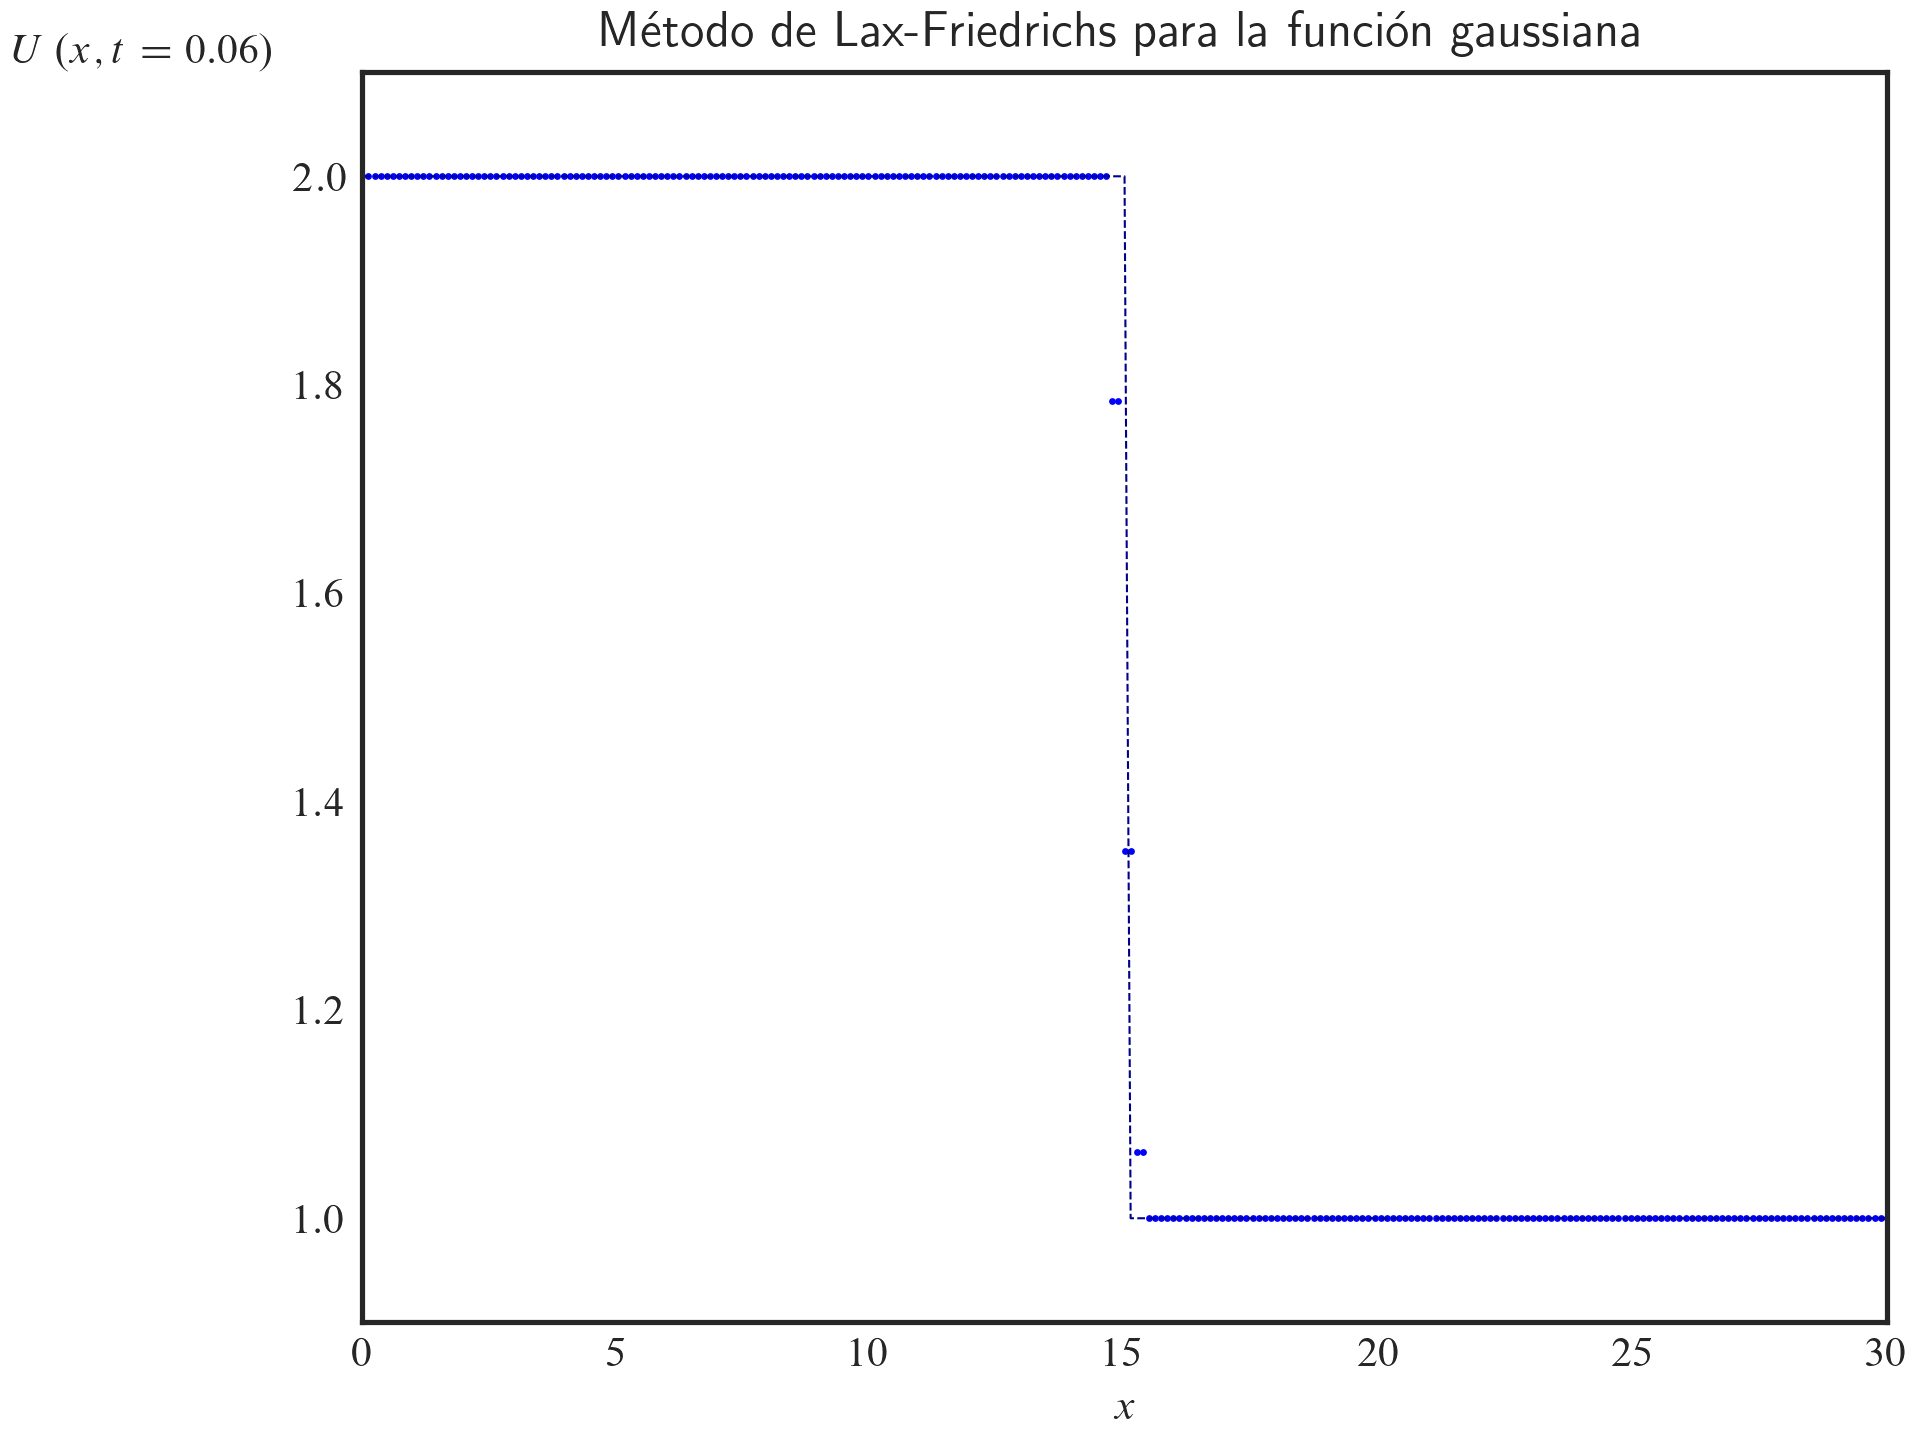 Método de Lax-Friedrichs para la función gaussiana
U (x, t = 0.06)
2.0
1.8
1.6
1.4
1.2
1.0
0 5 10 15 20 25 30
x